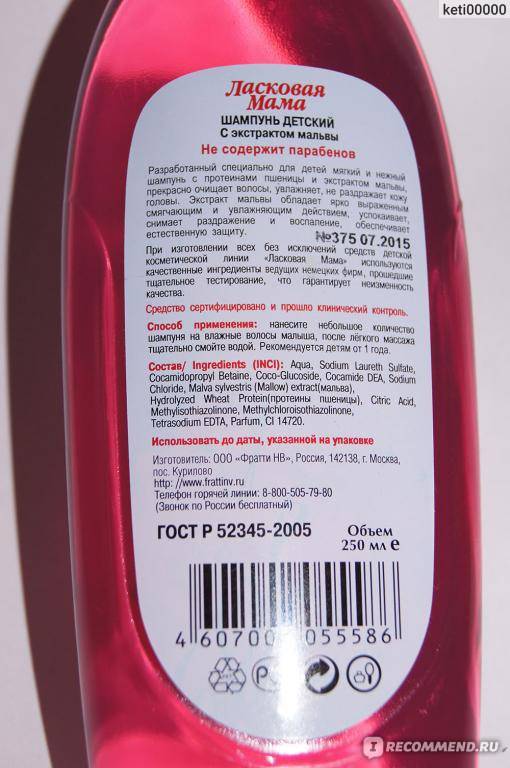 keti00000
Ласковая
Мама
ШАМПУНЬ ДЕТСКИЙ
С экстрактом мальвы
Не содержит парабенов
Разработанный специально для детей мягкий и нежный
шампунь с протеинами пшеницы и экстрактом мальвы,
прекрасно очищает волосы, увлажняет, не раздражает кожу
головы. Экстракт мальвы обладает ярко выраженным
смягчающим и увлажняющим действием, успокаивает,
снимает раздражение и воспаление, обеспечивает
естественную защиту.
№375 07.2015
При изготовлении всех без исключений средств детской
косметической линии «Ласковая Мама» используются
качественные ингредиенты ведущих немецких фирм, прошедшие
тщательное тестирование, что гарантирует неизменность
качества.
Средство сертифицировано и прошло клинический контроль.
Способ применения: нанесите небольшое количество
шампуня на влажные волосы малыша, после лёгкого массажа
тщательно смойте водой. Рекомендуется детям от 1 года.
Состав/ Ingredients (INCI): Aqua, Sodium Laureth Sulfate,
Cocamidopropyl Betaine, Coco-Glucoside, Cocamide DEA, Sodium
Chloride, Malva sylvestris (Mallow) extract(мальва),
Hydrolyzed Wheat Protein(протеины пшеницы), Citric Acid,
Methylisothiazolinone, Methylchloroisothiazolinone,
Tetrasodium EDTA, Parfum, CI 14720.
Использовать до даты, указанной на упаковке
Изготовитель: ООО «Фратти НВ», Россия, 142138, г. Москва,
пос. Курилово
http: //www.frattinv.ru
Телефон горячей линии: 8-800-505-79-80
(Звонок по России бесплатный)
ГОСТ Р 52345-2005
Объем
250 мл е
4 60700 055586
I RECOMMEND.RU